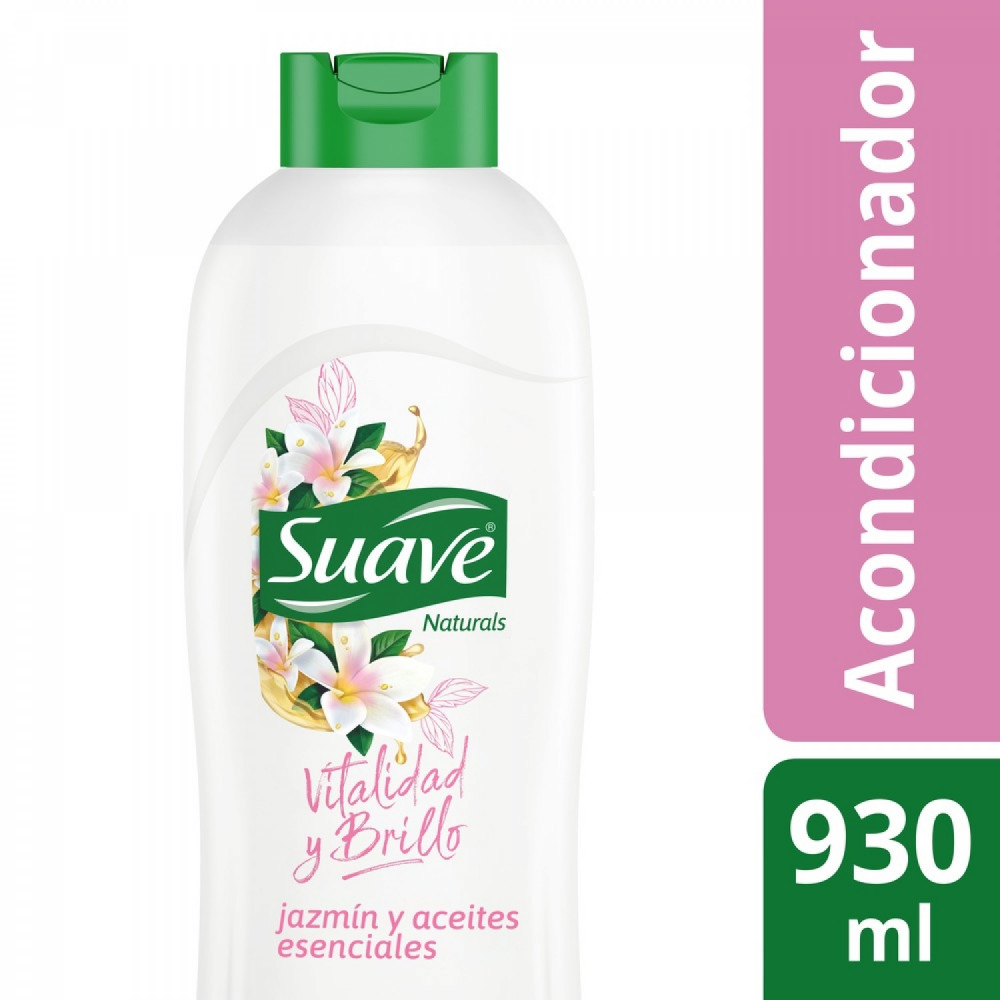 Suave®
Naturals
Vitalidad
y Brillo
jazmín y aceites
esenciales
Acondicionador
930
ml